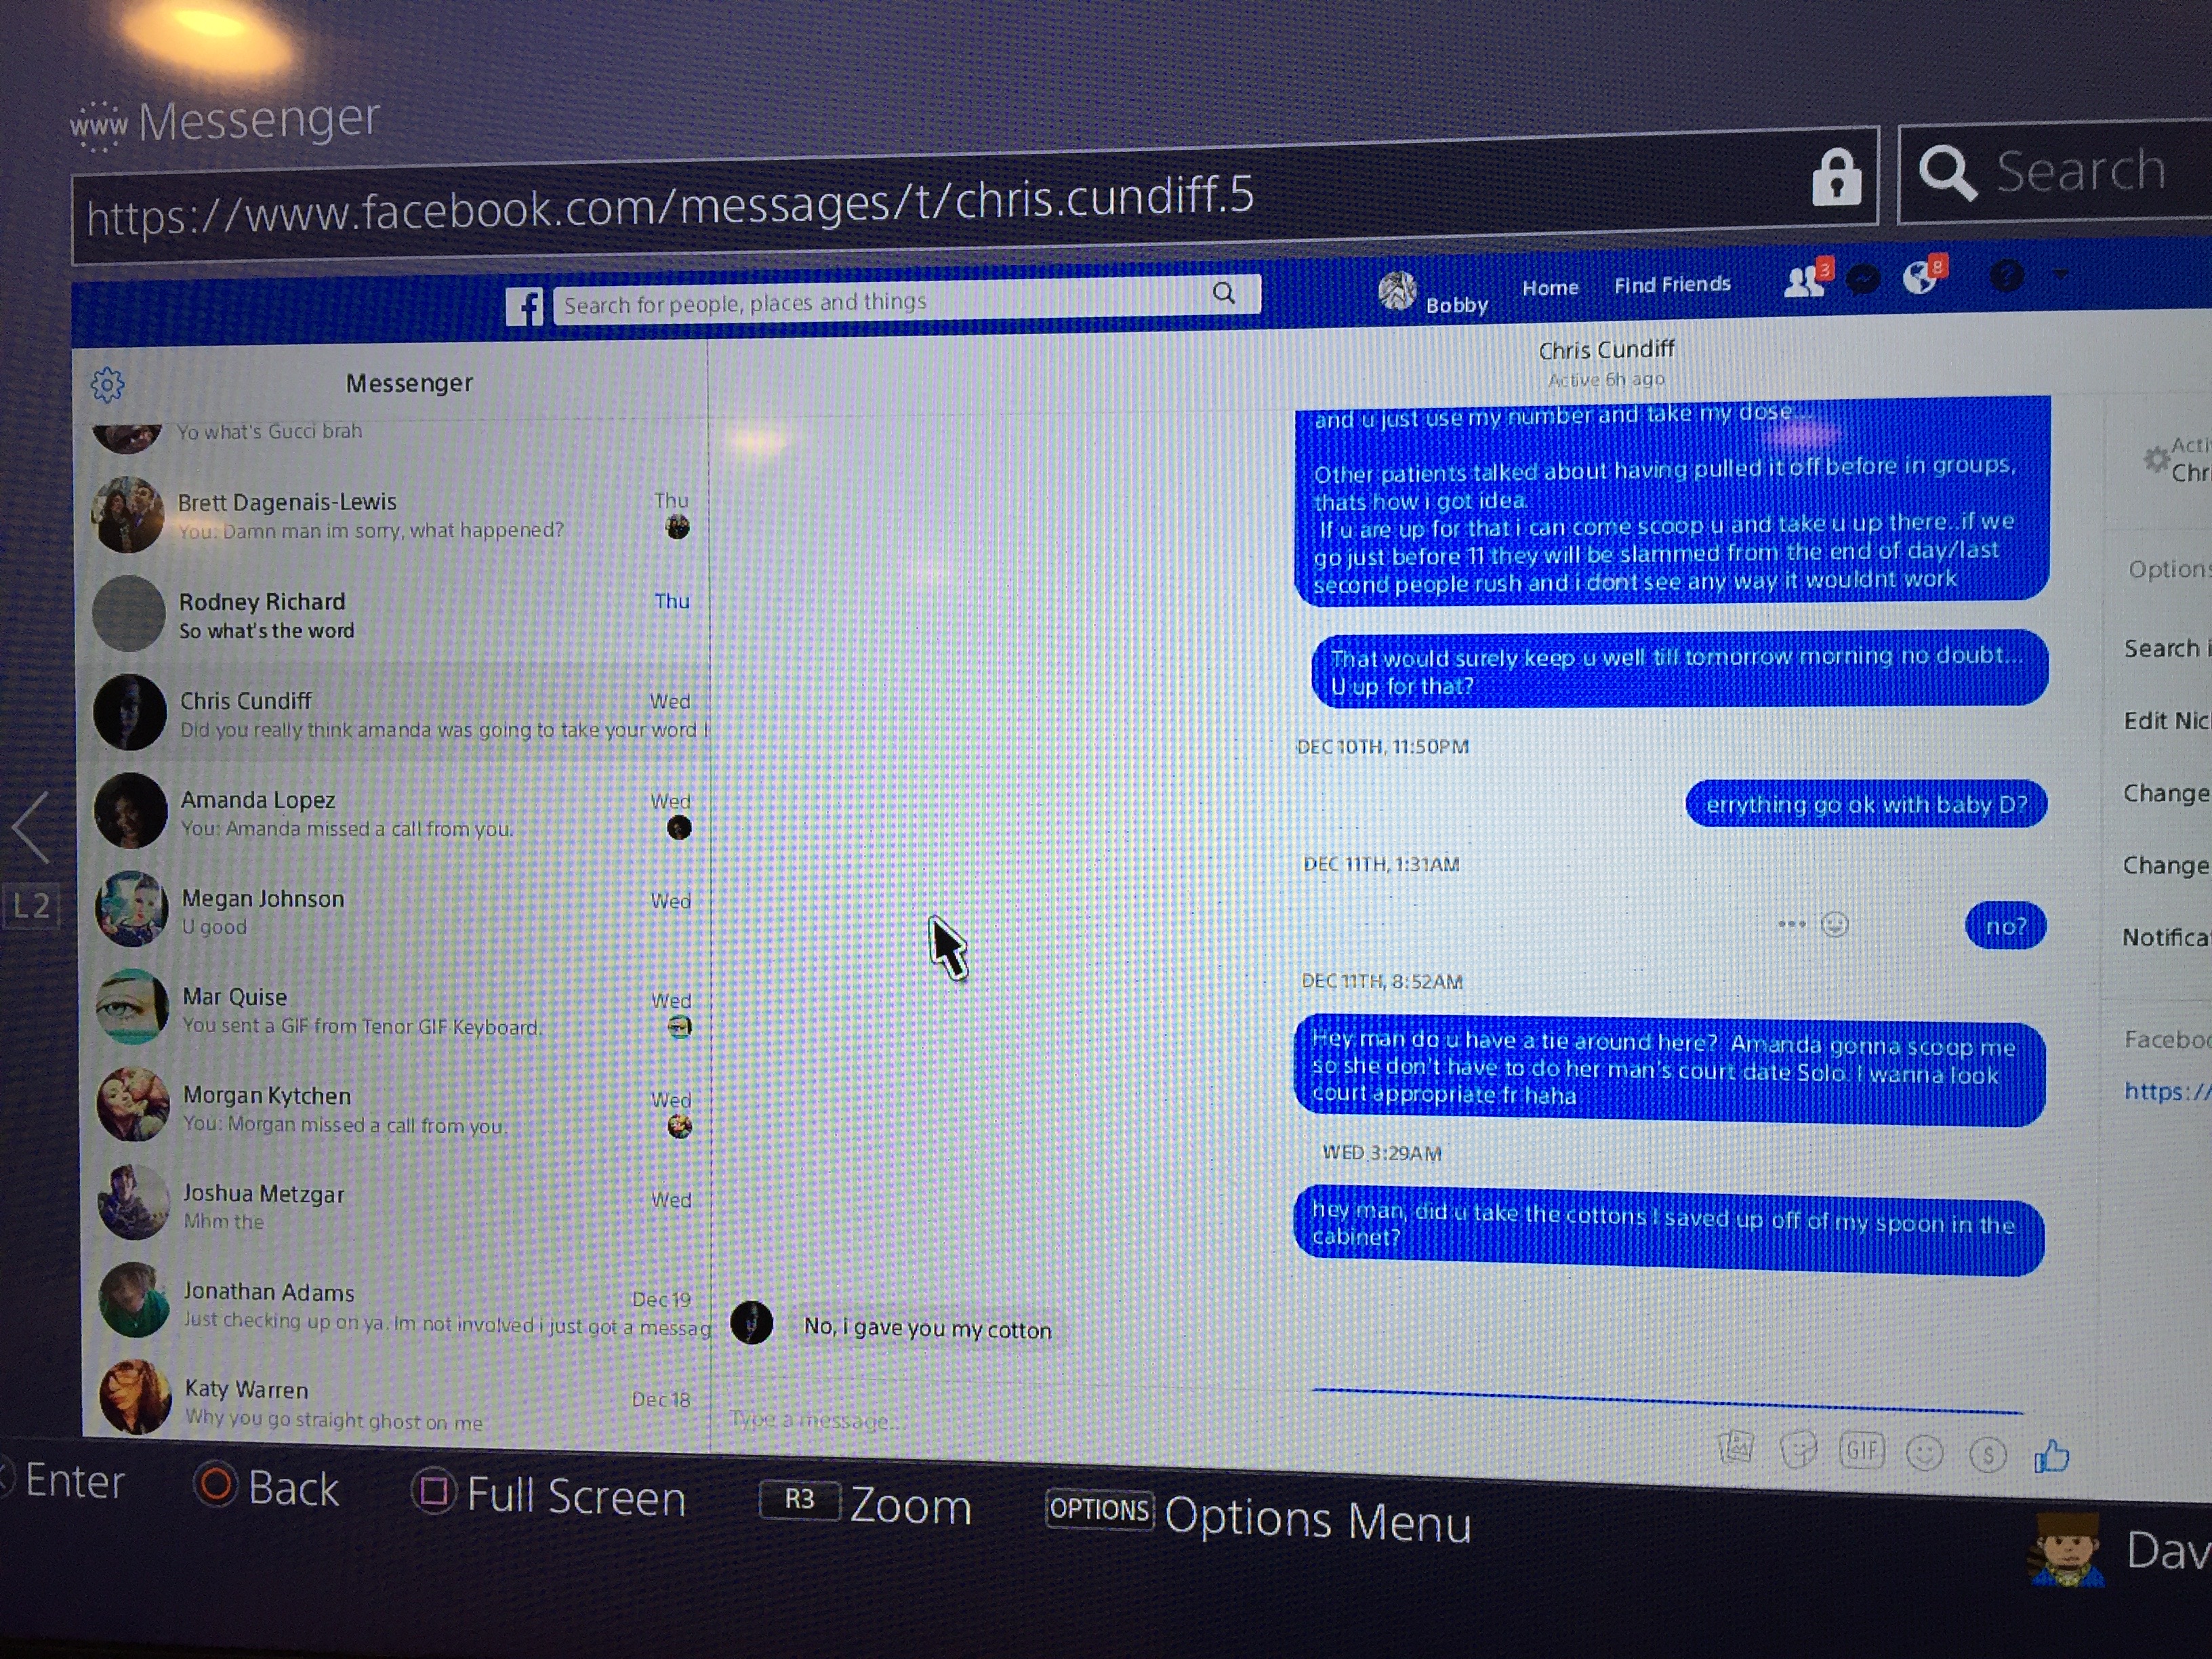 www Messenger
https://www.facebook.com/messages/t/chris.cundiff.5
Search
f
Search for people, places and things
Bobby
Home
Find Friends
3
8
?
Messenger
Yo what's Gucci brah
Brett Dagenais-Lewis
Thu
You: Damn man im sorry, what happened?
Rodney Richard
Thu
So what's the word
Chris Cundiff
Wed
Did you really think amanda was going to take your word
Amanda Lopez
Wed
You: Amanda missed a call from you.
Megan Johnson
Wed
U good
Mar Quise
Wed
You sent a GIF from Tenor GIF Keyboard.
Morgan Kytchen
Wed
You: Morgan missed a call from you.
Joshua Metzgar
Wed
Mhm the
Jonathan Adams
Dec 19
Just checking up on ya. Im not involved i just got a messag
Katy Warren
Dec 18
Why you go straight ghost on me
Chris Cundiff
Active 6h ago
and u just use my number and take my dose...
Other patients talked about having pulled it off before in groups,
thats how i got idea.
If u are up for that i can come scoop u and take u up there..if we
go just before 11 they will be slammed from the end of day/last
second people rush and i dont see any way it wouldnt work
That would surely keep u well till tomorrow morning no doubt...
U up for that?
DEC 10TH, 11:50PM
errything go ok with baby D?
DEC 11TH, 1:31AM
no?
DEC 11TH, 8:52AM
Hey man do u have a tie around here? Amanda gonna scoop me
so she don't have to do her man's court date Solo. I wanna look
court appropriate fr haha
WED 3:29AM
hey man, did u take the cottons I saved up off of my spoon in the
cabinet?
No, i gave you my cotton
Type a message...
GIF
$
Acti
Chr
Options
Search i
Edit Nic
Change
Change
Notifica
Faceboo
https://
L2
Enter
Back
Full Screen
R3 Zoom
OPTIONS Options Menu
Dav